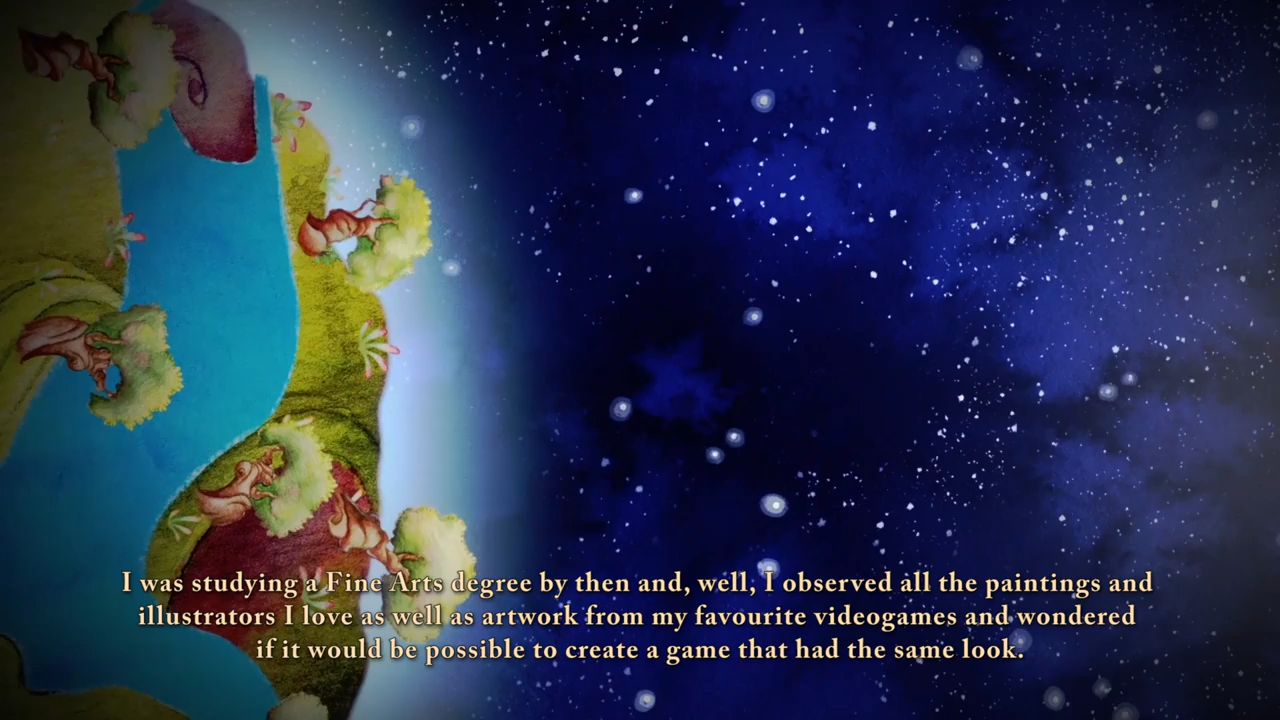 I was studying a Fine Arts degree by then and, well, I observed all the paintings and
illustrators I love as well as artwork from my favourite videogames and wondered
if it would be possible to create a game that had the same look.